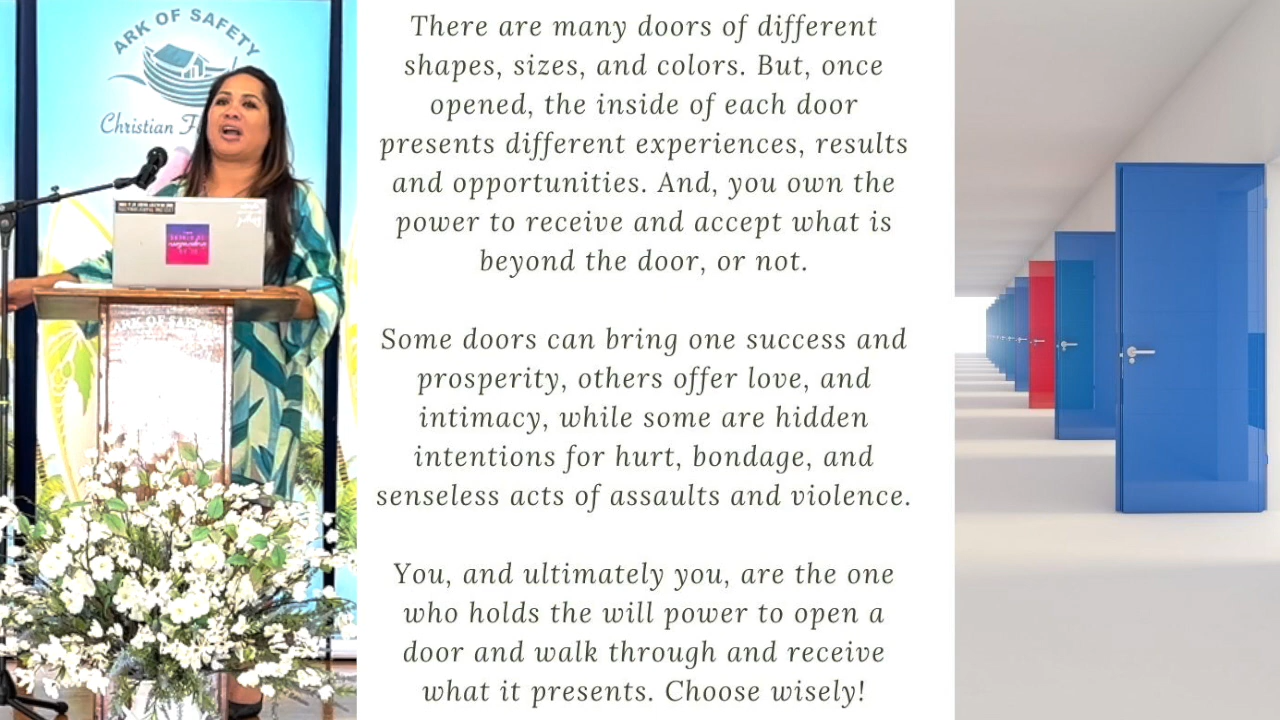 ARK OF SAFETY
Christian F
ARK OF SAF
There are many doors of different
shapes, sizes, and colors. But, once
opened, the inside of each door
presents different experiences, results
and opportunities. And, you own the
power to receive and accept what is
beyond the door, or not.
Some doors can bring one success and
prosperity, others offer love, and
intimacy, while some are hidden
intentions for hurt, bondage, and
senseless acts of assaults and violence.
You, and ultimately you, are the one
who holds the will power to open a
door and walk through and receive
what it presents. Choose wisely!